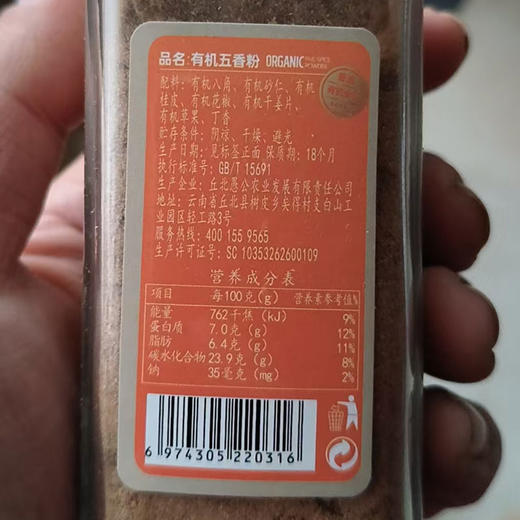 品名:有机五香粉 ORGANIC FIVE SPICE POWDER
配料:有机八角、有机砂仁、有机
桂皮、有机花椒、有机干姜片、
有机草果、丁香
贮存条件:阴凉、干燥、避光
生产日期:见标签正面 保质期:18个月
执行标准号:GB/T 15691
生产企业:丘北愚公农业发展有限责任公司
地址:云南省丘北县树皮乡矣得村支白山工
业园区轻工路3号
服务热线:400 155 9565
生产许可证号:SC 10353262600109
营养成分表
项目 每100克(g) 营养素参考值%
能量 762千焦(kJ) 9%
蛋白质 7.0克(g) 12%
脂肪 6.4克(g) 11%
碳水化合物 23.9克(g) 8%
钠 35毫克(mg) 2%
6 974305 220316